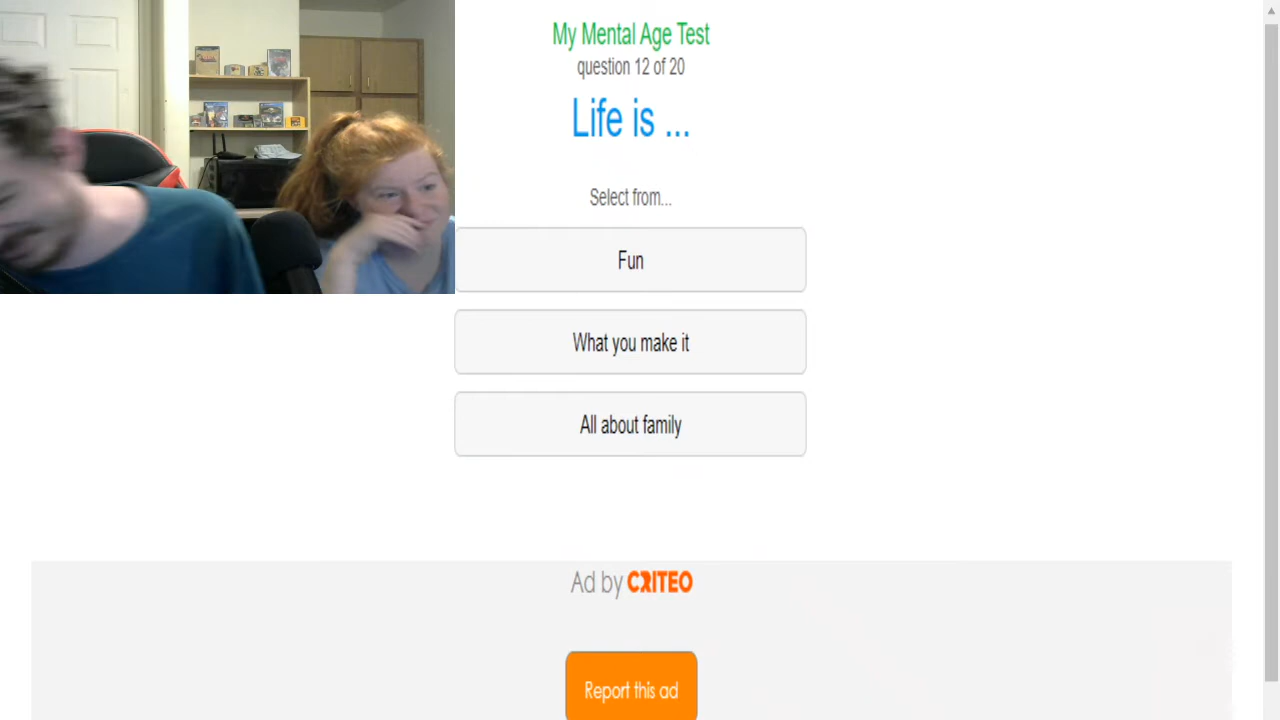 My Mental Age Test
question 12 of 20
Life is ...
Select from...
Fun
What you make it
All about family
Ad by CRITEO
Report this ad